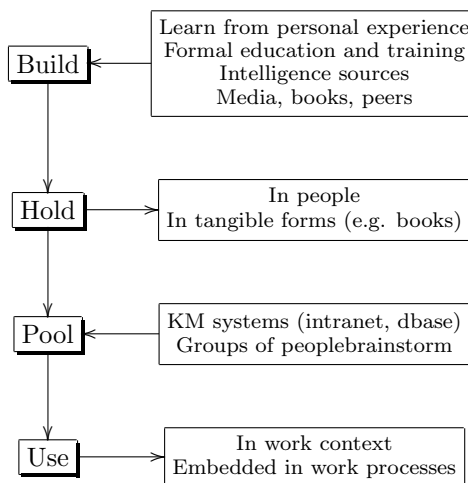 Build
Learn from personal experience
Formal education and training
Intelligence sources
Media, books, peers
Hold
In people
In tangible forms (e.g. books)
Pool
KM systems (intranet, dbase)
Groups of peoplebrainstorm
Use
In work context
Embedded in work processes